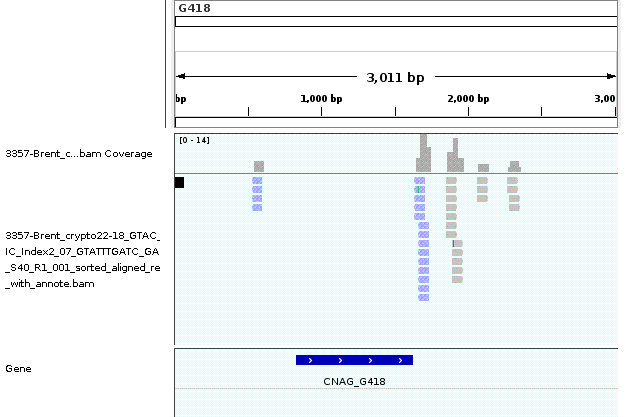 G418
3,011 bp
bp 1,000 bp 2,000 bp 3,00
[0 - 14]
3357-Brent_c...bam Coverage
3357-Brent_crypto22-18_GTAC_
IC_Index2_07_GTATTTGATC_GA
_S40_R1_001_sorted_aligned_re
_with_annote.bam
Gene
CNAG_G418